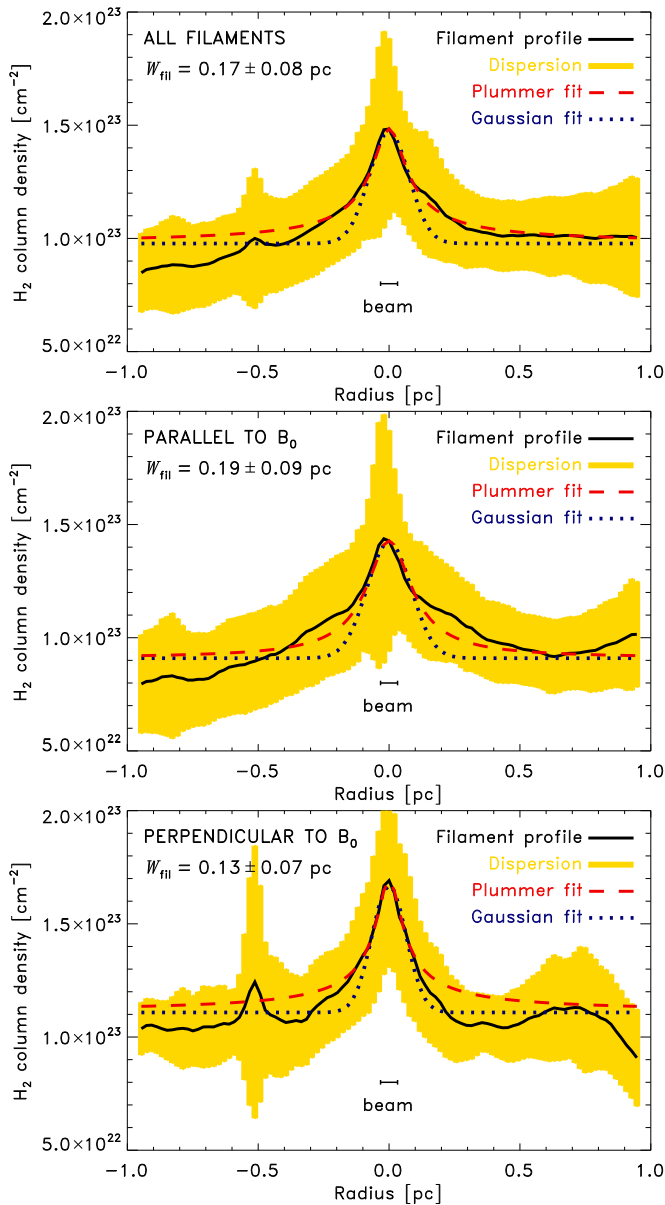 2.0×10²³
ALL FILAMENTS
W_fil = 0.17 ± 0.08 pc
Filament profile
Dispersion
Plummer fit
Gaussian fit
1.5×10²³
1.0×10²³
5.0×10²²
H₂ column density [cm⁻²]
beam
−1.0 −0.5 0.0 0.5 1.0
Radius [pc]
2.0×10²³
PARALLEL TO B₀
W_fil = 0.19 ± 0.09 pc
Filament profile
Dispersion
Plummer fit
Gaussian fit
1.5×10²³
1.0×10²³
5.0×10²²
H₂ column density [cm⁻²]
beam
−1.0 −0.5 0.0 0.5 1.0
Radius [pc]
2.0×10²³
PERPENDICULAR TO B₀
W_fil = 0.13 ± 0.07 pc
Filament profile
Dispersion
Plummer fit
Gaussian fit
1.5×10²³
1.0×10²³
5.0×10²²
H₂ column density [cm⁻²]
beam
−1.0 −0.5 0.0 0.5 1.0
Radius [pc]